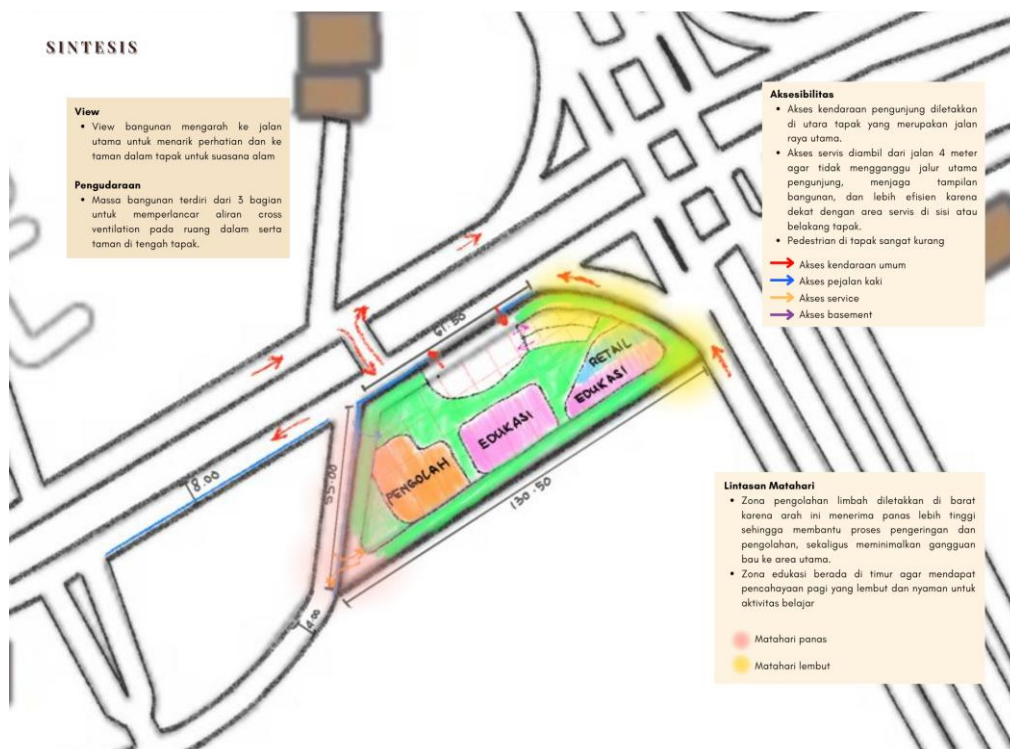 SINTESIS
View
• View bangunan mengarah ke jalan
utama untuk menarik perhatian dan ke
taman dalam tapak untuk suasana alam
Pengudaraan
• Massa bangunan terdiri dari 3 bagian
untuk memperlancar aliran cross
ventilation pada ruang dalam serta
taman di tengah tapak.
Aksesibilitas
• Akses kendaraan pengunjung diletakkan
di utara tapak yang merupakan jalan
raya utama.
• Akses servis diambil dari jalan 4 meter
agar tidak mengganggu jalur utama
pengunjung, menjaga tampilan
bangunan, dan lebih efisien karena
dekat dengan area servis di sisi atau
belakang tapak.
• Pedestrian di tapak sangat kurang
Akses kendaraan umum
Akses pejalan kaki
Akses service
Akses basement
61.50
RETAIL
EDUKASI
EDUKASI
PENGOLAH
55.00
8.00
130.50
4.00
Lintasan Matahari
• Zona pengolahan limbah diletakkan di barat
karena arah ini menerima panas lebih tinggi
sehingga membantu proses pengeringan dan
pengolahan, sekaligus meminimalkan gangguan
bau ke area utama.
• Zona edukasi berada di timur agar mendapat
pencahayaan pagi yang lembut dan nyaman untuk
aktivitas belajar
Matahari panas
Matahari lembut